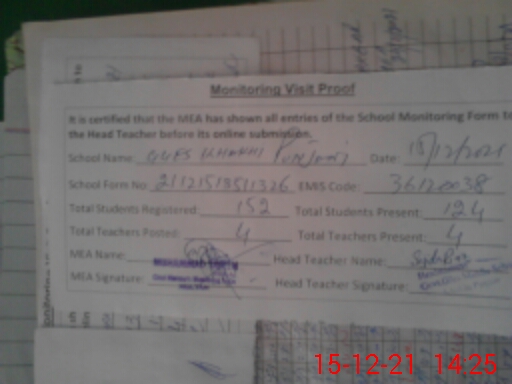 Monitoring Visit Proof
It is certified that the MEA has shown all entries of the School Monitoring Form to
the Head Teacher before its online submission.
School Name: Date: 15/12/2021
School Form No: 21121513511326 EMIS Code: 36120038
Total Students Registered: 152 Total Students Present: 124
Total Teachers Posted: 4 Total Teachers Present: 4
MEA Name: Head Teacher Name:
MEA Signature: Head Teacher Signature:
15-12-21 14:25